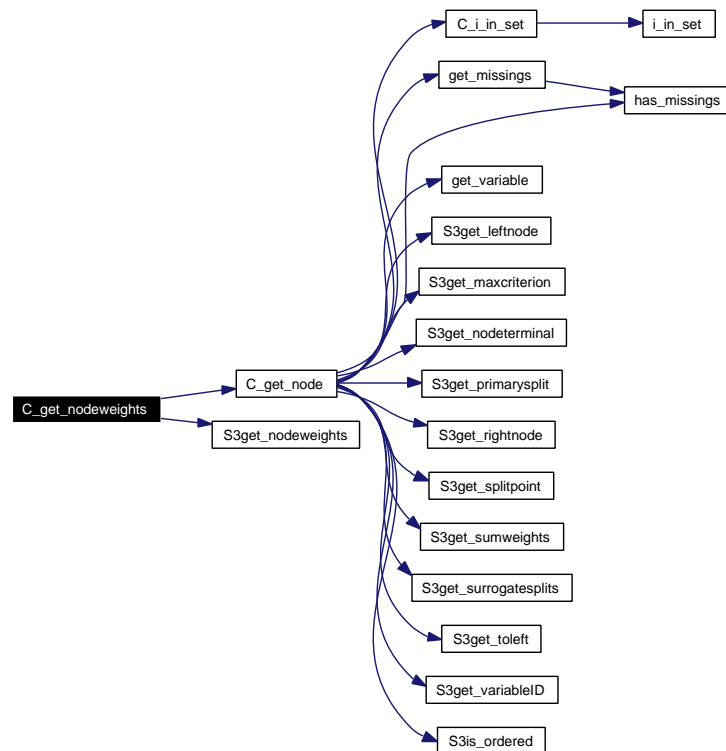 C_i_in_set
i_in_set
get_missings
has_missings
get_variable
S3get_leftnode
S3get_maxcriterion
S3get_nodeterminal
C_get_node
S3get_primarysplit
C_get_nodeweights
S3get_nodeweights
S3get_rightnode
S3get_splitpoint
S3get_sumweights
S3get_surrogatesplits
S3get_toleft
S3get_variableID
S3is_ordered